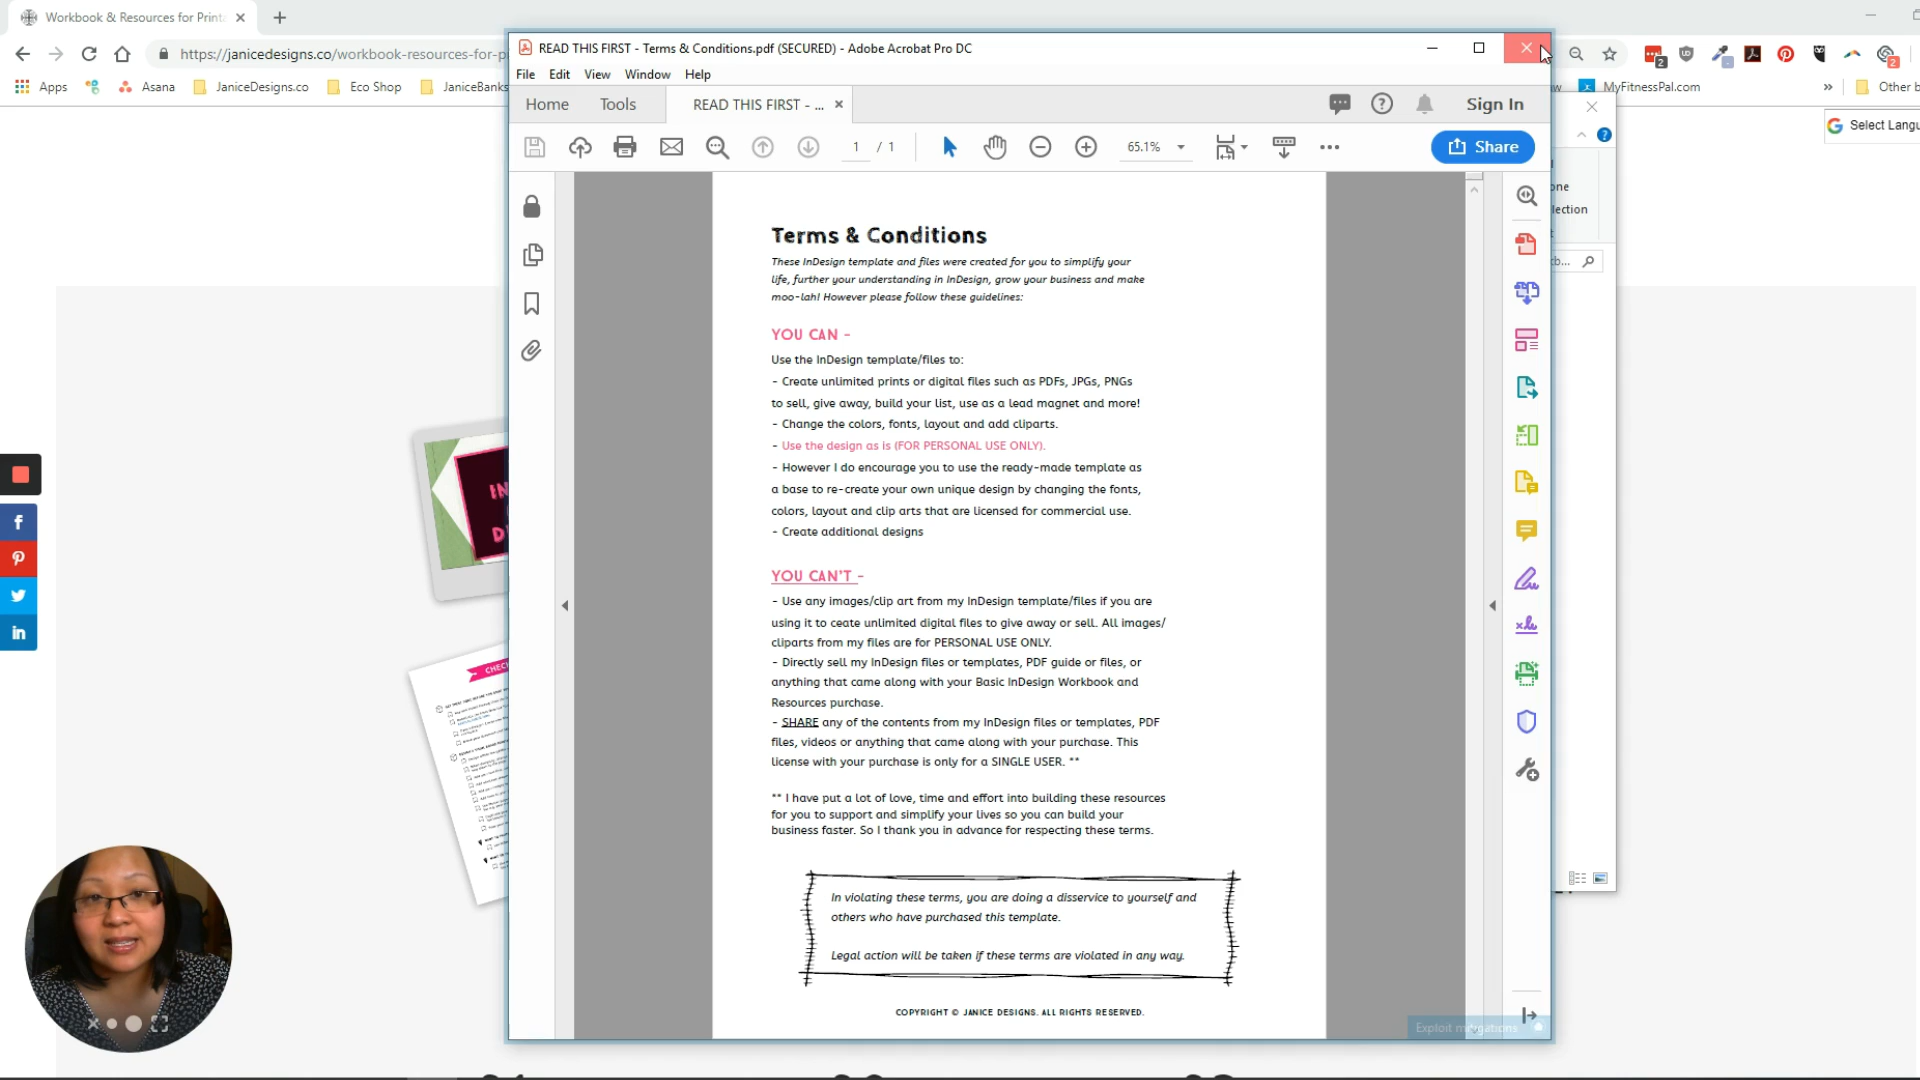 Workbook & Resources for Print
https://janicedesigns.co/workbook-resources-for-p
Apps
Asana
JaniceDesigns.co
Eco Shop
JaniceBanks
MyFitnessPal.com
»
Other b
Select Langu
READ THIS FIRST - Terms & Conditions.pdf (SECURED) - Adobe Acrobat Pro DC
File Edit View Window Help
Home Tools READ THIS FIRST - ... Sign In
1 / 1 65.1% Share
Terms & Conditions
These InDesign template and files were created for you to simplify your
life, further your understanding in InDesign, grow your business and make
moo-lah! However please follow these guidelines:
YOU CAN -
Use the InDesign template/files to:
- Create unlimited prints or digital files such as PDFs, JPGs, PNGs
to sell, give away, build your list, use as a lead magnet and more!
- Change the colors, fonts, layout and add cliparts.
- Use the design as is (FOR PERSONAL USE ONLY).
- However I do encourage you to use the ready-made template as
a base to re-create your own unique design by changing the fonts,
colors, layout and clip arts that are licensed for commercial use.
- Create additional designs
YOU CAN'T -
- Use any images/clip art from my InDesign template/files if you are
using it to ceate unlimited digital files to give away or sell. All images/
cliparts from my files are for PERSONAL USE ONLY.
- Directly sell my InDesign files or templates, PDF guide or files, or
anything that came along with your Basic InDesign Workbook and
Resources purchase.
- SHARE any of the contents from my InDesign files or templates, PDF
files, videos or anything that came along with your purchase. This
license with your purchase is only for a SINGLE USER. **
** I have put a lot of love, time and effort into building these resources
for you to support and simplify your lives so you can build your
business faster. So I thank you in advance for respecting these terms.
In violating these terms, you are doing a disservice to yourself and
others who have purchased this template.
Legal action will be taken if these terms are violated in any way.
COPYRIGHT © JANICE DESIGNS. ALL RIGHTS RESERVED.
Exploit mitigations
one
lection
IN
D
CHEC